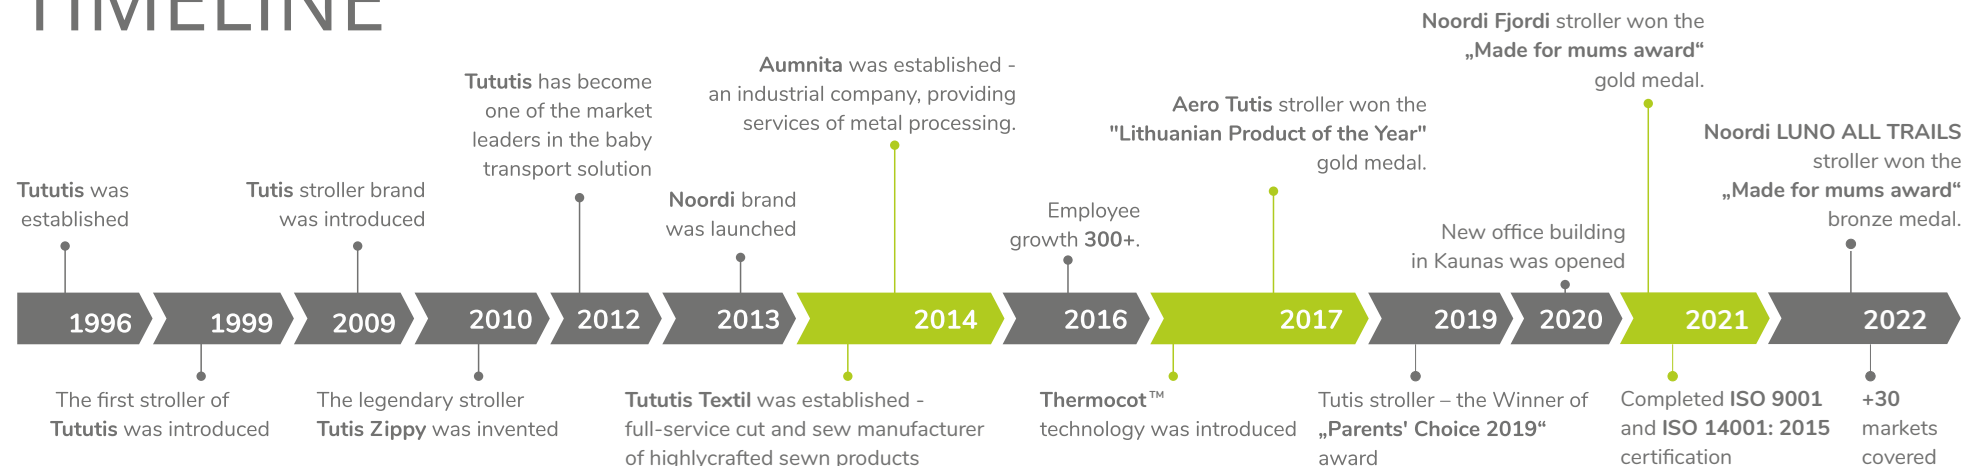 TIMELINE
Tututis was
established
Tutis stroller brand
was introduced
Tututis has become
one of the market
leaders in the baby
transport solution
Noordi brand
was launched
Aumnita was established -
an industrial company, providing
services of metal processing.
Employee
growth 300+.
Aero Tutis stroller won the
"Lithuanian Product of the Year"
gold medal.
New office building
in Kaunas was opened
Noordi Fjordi stroller won the
„Made for mums award“
gold medal.
Noordi LUNO ALL TRAILS
stroller won the
„Made for mums award“
bronze medal.
1996 1999 2009 2010 2012 2013 2014 2016 2017 2019 2020 2021 2022
The first stroller of
Tututis was introduced
The legendary stroller
Tutis Zippy was invented
Tututis Textil was established -
full-service cut and sew manufacturer
of highlycrafted sewn products
Thermocot™
technology was introduced
Tutis stroller – the Winner of
„Parents' Choice 2019“
award
Completed ISO 9001
and ISO 14001: 2015
certification
+30
markets
covered